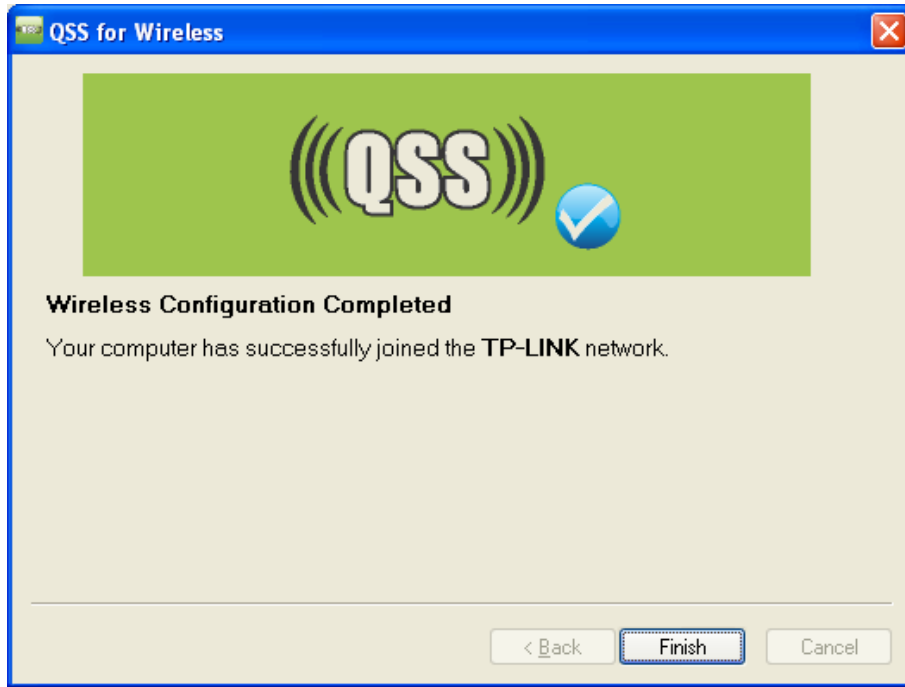 QSS for Wireless
QSS
Wireless Configuration Completed
Your computer has successfully joined the TP-LINK network.
< Back
Finish
Cancel